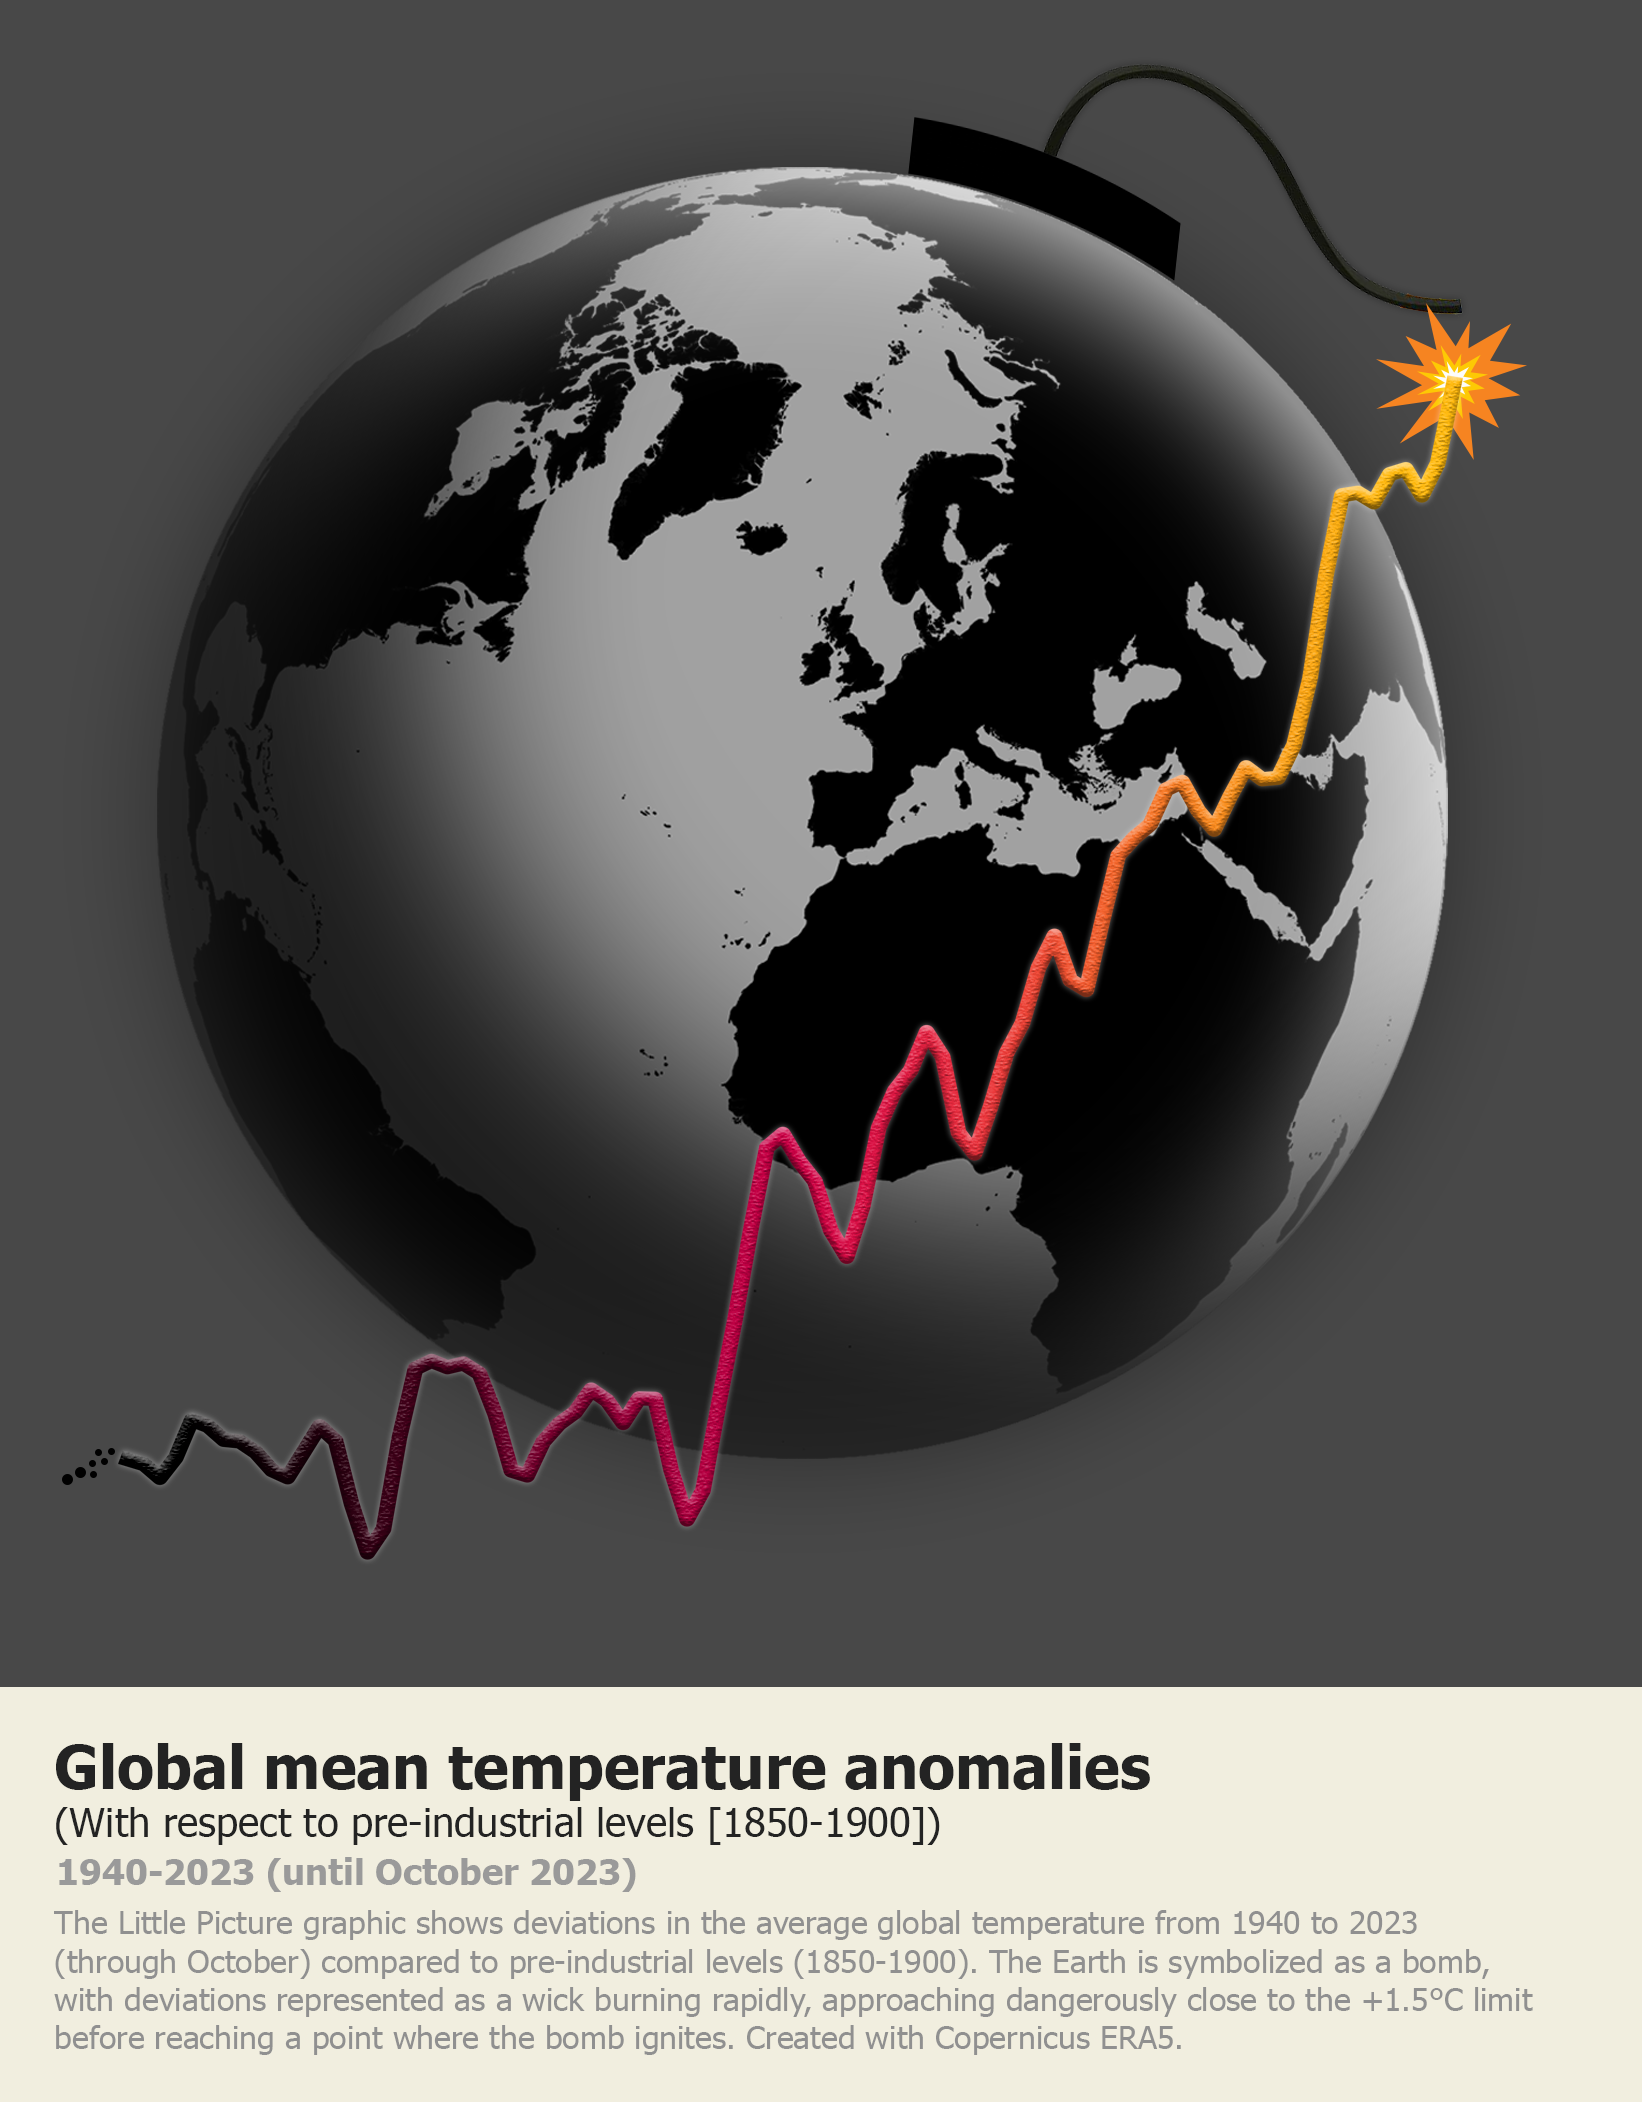 Global mean temperature anomalies
(With respect to pre-industrial levels [1850-1900])
1940-2023 (until October 2023)
The Little Picture graphic shows deviations in the average global temperature from 1940 to 2023
(through October) compared to pre-industrial levels (1850-1900). The Earth is symbolized as a bomb,
with deviations represented as a wick burning rapidly, approaching dangerously close to the +1.5°C limit
before reaching a point where the bomb ignites. Created with Copernicus ERA5.